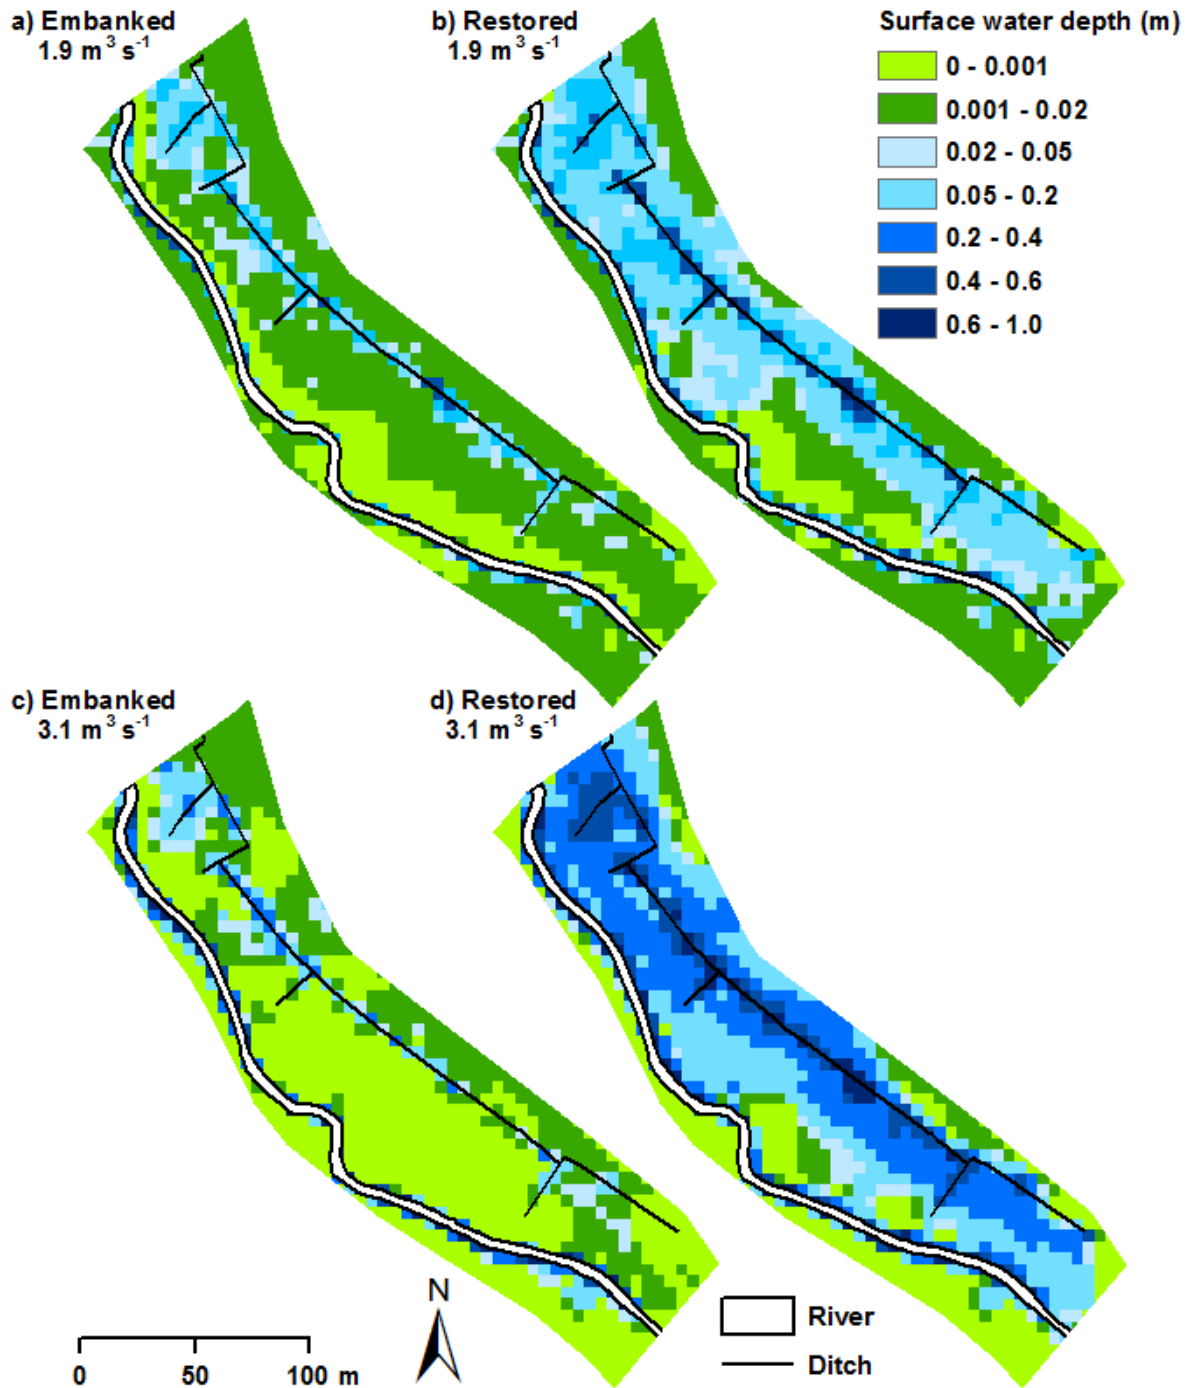 a) Embanked
1.9 m³ s⁻¹
b) Restored
1.9 m³ s⁻¹
Surface water depth (m)
0 - 0.001
0.001 - 0.02
0.02 - 0.05
0.05 - 0.2
0.2 - 0.4
0.4 - 0.6
0.6 - 1.0
c) Embanked
3.1 m³ s⁻¹
d) Restored
3.1 m³ s⁻¹
N
River
Ditch
0 50 100 m